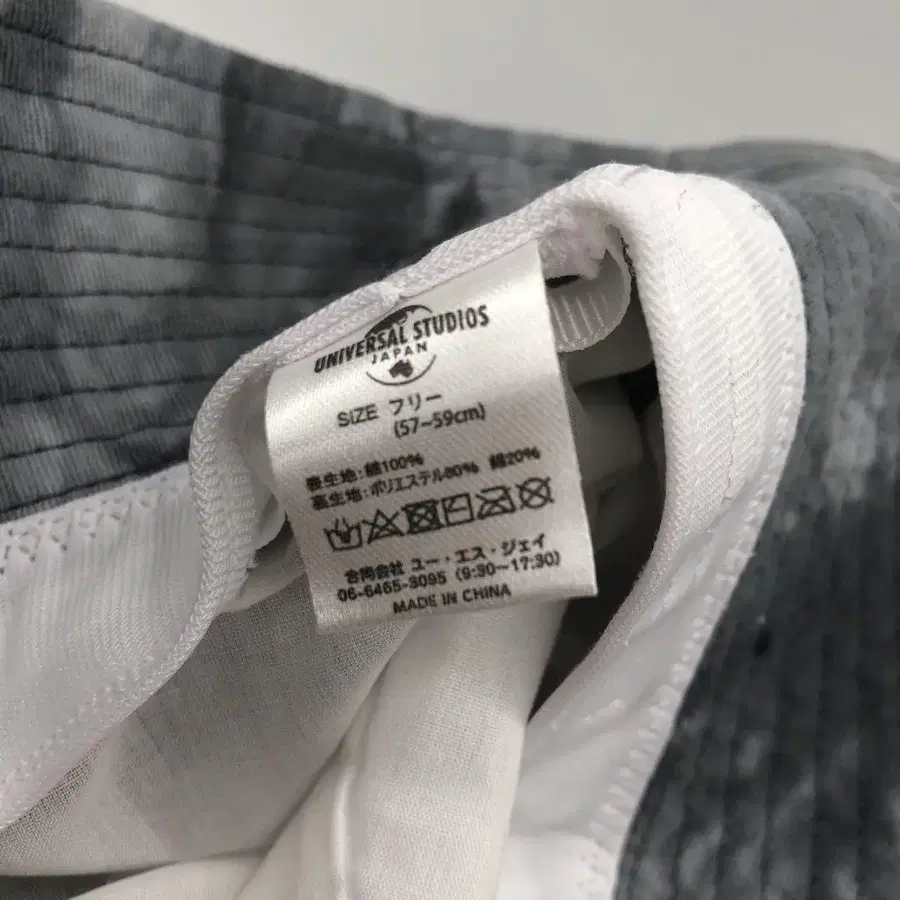 UNIVERSAL STUDIOS
JAPAN
SIZE フリー
(57~59cm)
表生地:綿100%
裏生地:ポリエステル80% 綿20%
合同会社 ユー・エス・ジェイ
06-6465-3095 (9:30~17:30)
MADE IN CHINA